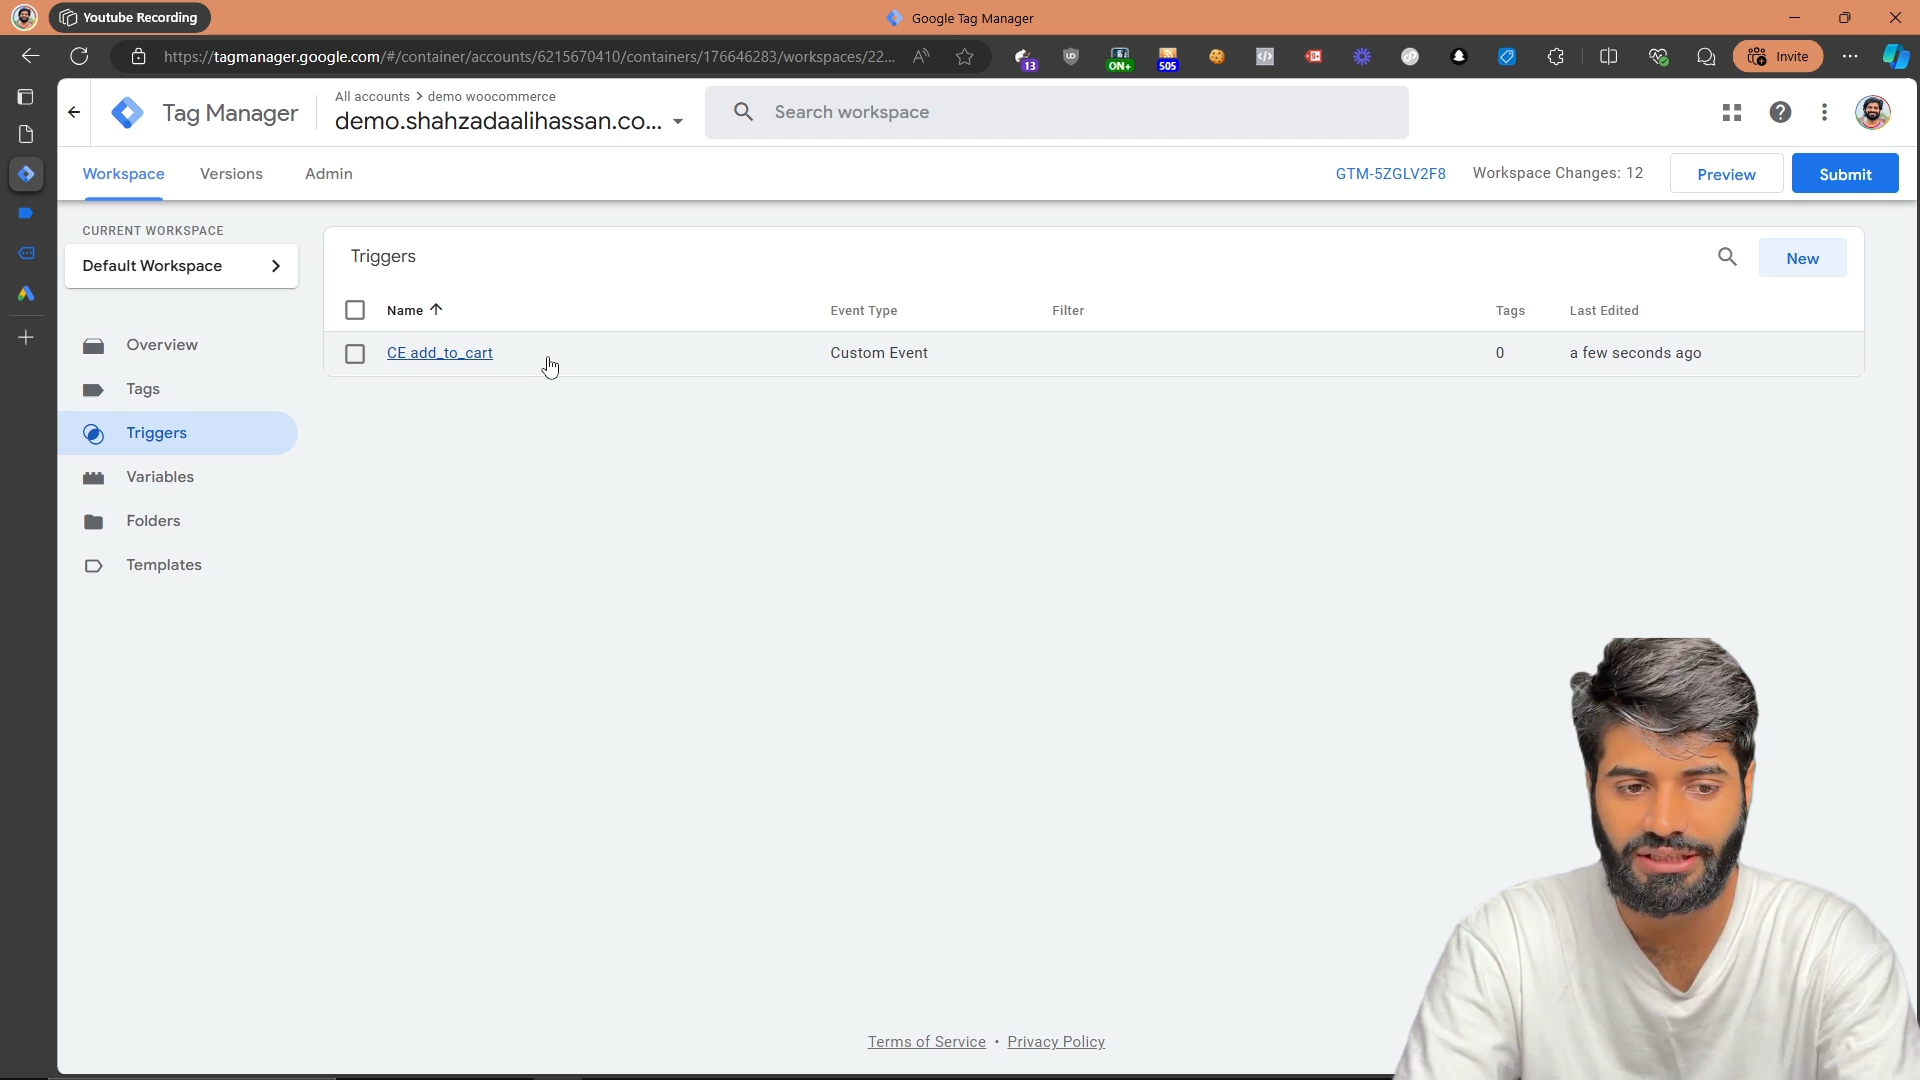 Youtube Recording
Google Tag Manager
https://tagmanager.google.com/#/container/accounts/6215670410/containers/176646283/workspaces/22...
13
ON+
505
Invite
Tag Manager
All accounts > demo woocommerce
demo.shahzadaalihassan.co...
Search workspace
Workspace
Versions
Admin
GTM-5ZGLV2F8
Workspace Changes: 12
Preview
Submit
CURRENT WORKSPACE
Default Workspace
Overview
Tags
Triggers
Variables
Folders
Templates
Triggers
New
Name
Event Type
Filter
Tags
Last Edited
CE add_to_cart
Custom Event
0
a few seconds ago
Terms of Service • Privacy Policy